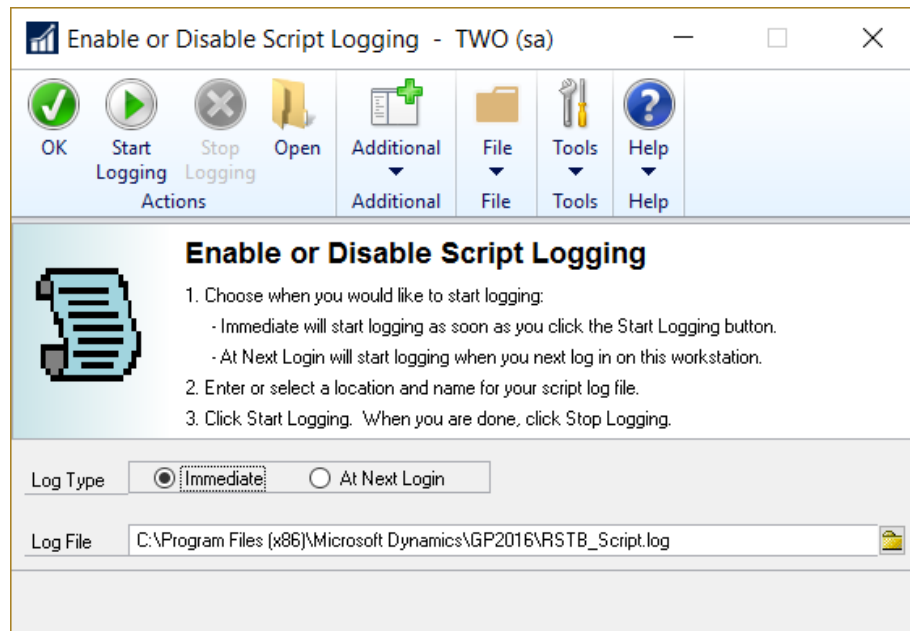 Enable or Disable Script Logging - TWO (sa)
OK Start Logging Stop Logging Open Additional File Tools Help
Actions Additional File Tools Help
Enable or Disable Script Logging
1. Choose when you would like to start logging:
- Immediate will start logging as soon as you click the Start Logging button.
- At Next Login will start logging when you next log in on this workstation.
2. Enter or select a location and name for your script log file.
3. Click Start Logging. When you are done, click Stop Logging.
Log Type Immediate At Next Login
Log File C:\Program Files (x86)\Microsoft Dynamics\GP2016\RSTB_Script.log